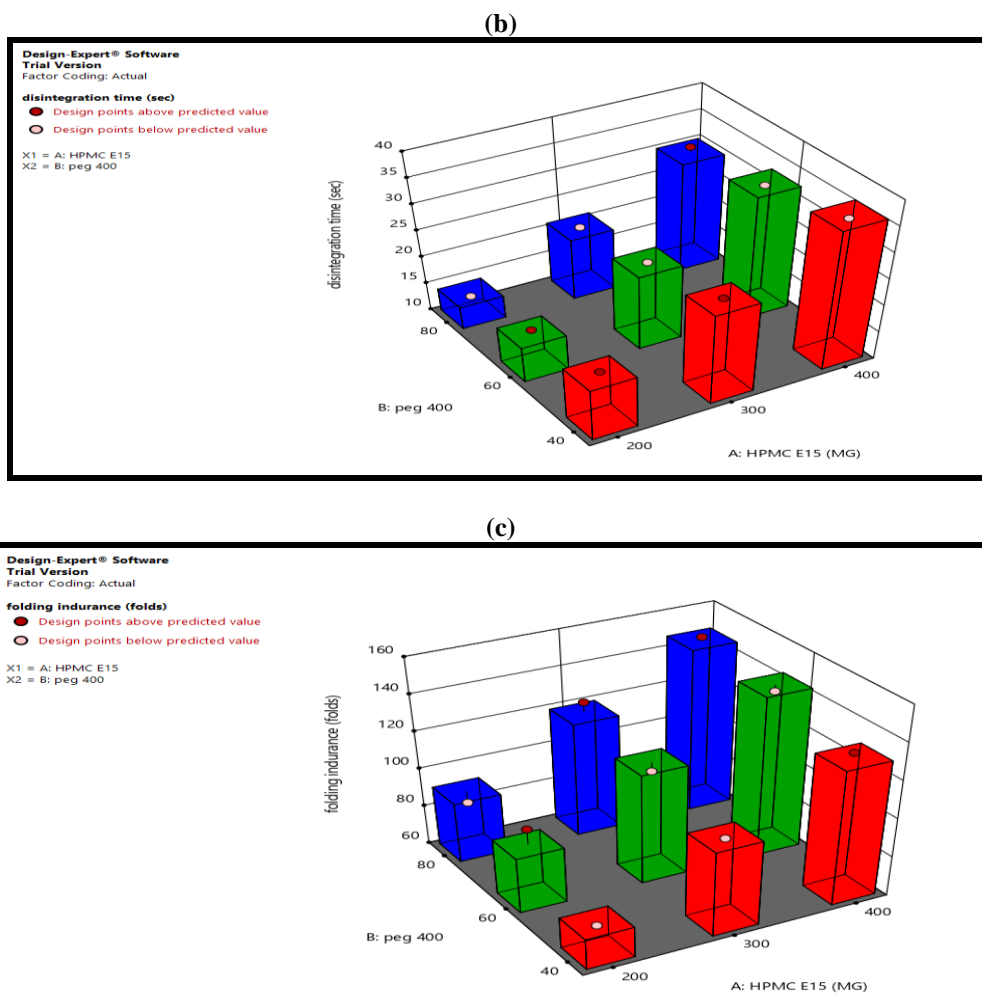 (b)
Design-Expert® Software
Trial Version
Factor Coding: Actual
disintegration time (sec)
Design points above predicted value
Design points below predicted value
X1 = A: HPMC E15
X2 = B: peg 400
disintegration time (sec)
40
35
30
25
20
15
10
80
60
40
B: peg 400
200
300
400
A: HPMC E15 (MG)
(c)
Design-Expert® Software
Trial Version
Factor Coding: Actual
folding indurance (folds)
Design points above predicted value
Design points below predicted value
X1 = A: HPMC E15
X2 = B: peg 400
folding indurance (folds)
160
140
120
100
80
60
80
60
40
B: peg 400
200
300
400
A: HPMC E15 (MG)